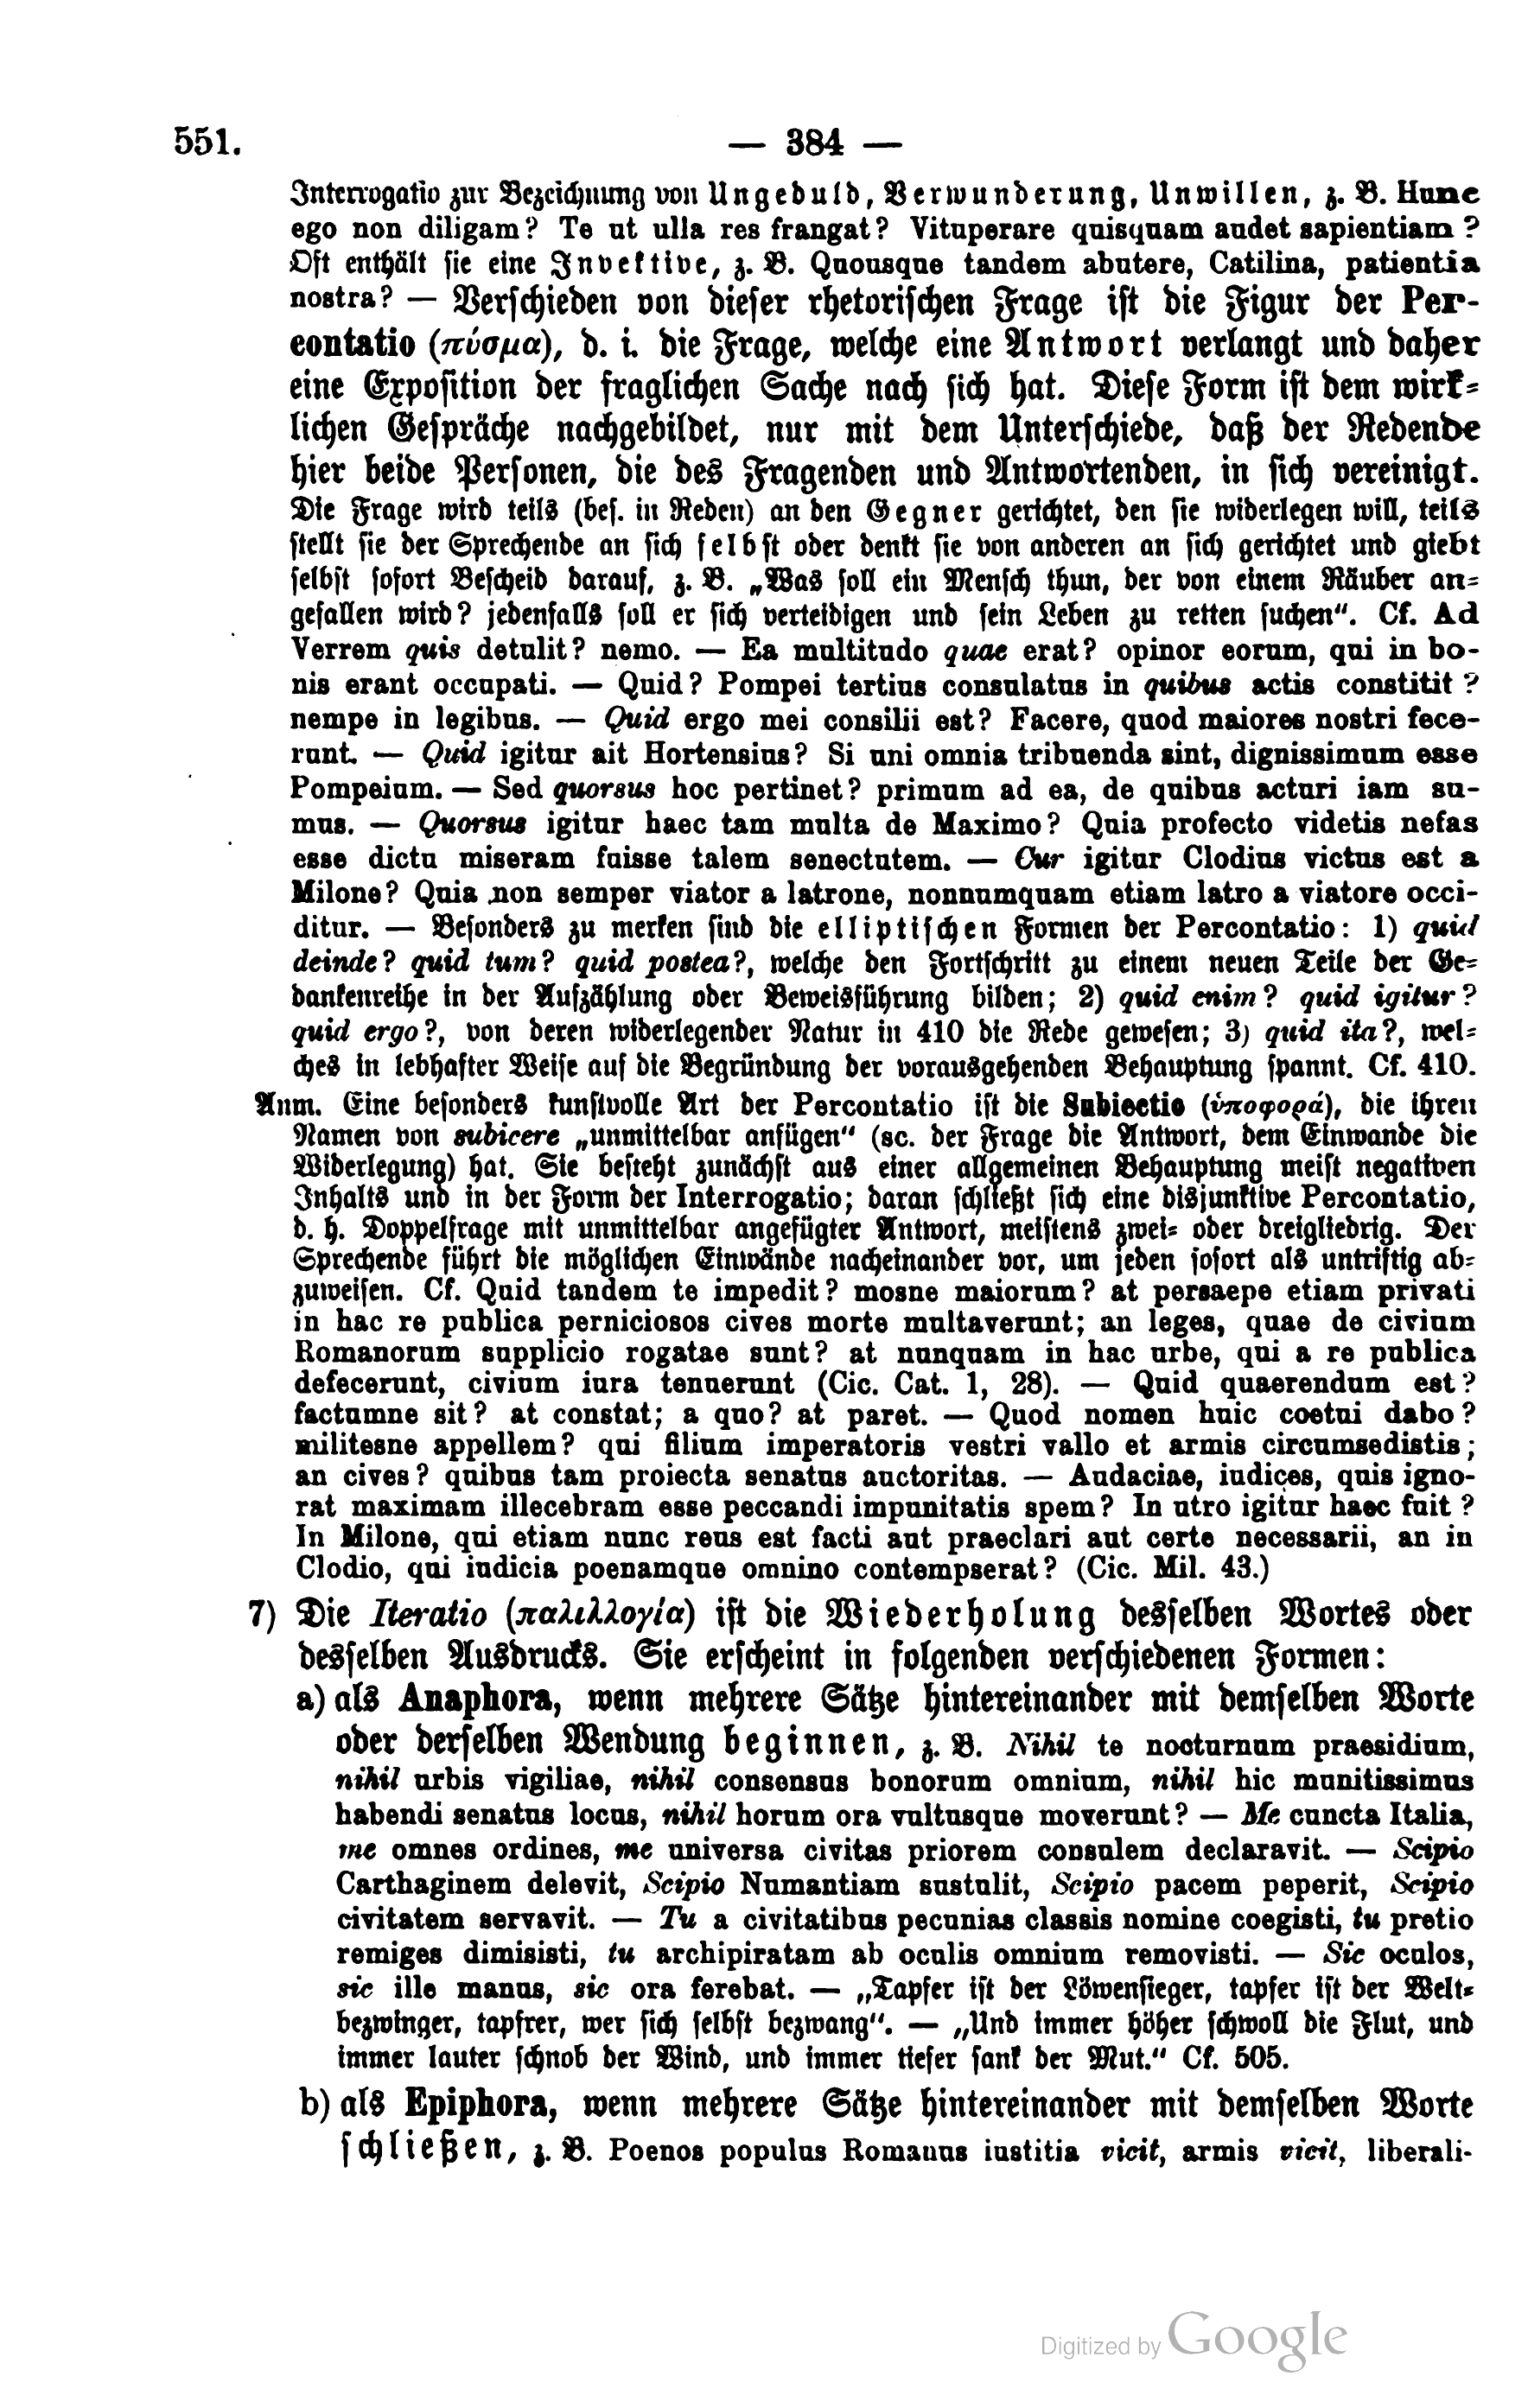 551. — 384 —
Interrogatio zur Bezeichnung von Ungeduld, Verwunderung, Unwillen, z. B. Hunc
ego non diligam? Te ut ulla res frangat? Vituperare quisquam audet sapientiam?
Oft enthält sie eine Invektive, z. B. Quousque tandem abutere, Catilina, patientia
nostra? — Verschieden von dieser rhetorischen Frage ist die Figur der Per-
contatio (πύσμα), d. i. die Frage, welche eine Antwort verlangt und daher
eine Exposition der fraglichen Sache nach sich hat. Diese Form ist dem wirk-
lichen Gespräche nachgebildet, nur mit dem Unterschiede, daß der Redende
hier beide Personen, die des Fragenden und Antwortenden, in sich vereinigt.
Die Frage wird teils (bes. in Reden) an den Gegner gerichtet, den sie widerlegen will, teils
stellt sie der Sprechende an sich selbst oder denkt sie von anderen an sich gerichtet und giebt
selbst sofort Bescheid darauf, z. B. „Was soll ein Mensch thun, der von einem Räuber an-
gefallen wird? jedenfalls soll er sich verteidigen und sein Leben zu retten suchen“. Cf. Ad
Verrem quis detulit? nemo. — Ea multitudo quae erat? opinor eorum, qui in bo-
nis erant occupati. — Quid? Pompei tertius consulatus in quibus actis constitit?
nempe in legibus. — Quid ergo mei consilii est? Facere, quod maiores nostri fece-
runt. — Quid igitur ait Hortensius? Si uni omnia tribuenda sint, dignissimum esse
Pompeium. — Sed quorsus hoc pertinet? primum ad ea, de quibus acturi iam su-
mus. — Quorsus igitur haec tam multa de Maximo? Quia profecto videtis nefas
esse dictu miseram fuisse talem senectutem. — Cur igitur Clodius victus est a
Milone? Quia non semper viator a latrone, nonnumquam etiam latro a viatore occi-
ditur. — Besonders zu merken sind die elliptischen Formen der Percontatio: 1) quid
deinde? quid tum? quid postea?, welche den Fortschritt zu einem neuen Teile der Ge-
dankenreihe in der Aufzählung oder Beweisführung bilden; 2) quid enim? quid igitur?
quid ergo?, von deren widerlegender Natur in 410 die Rede gewesen; 3) quid ita?, wel-
ches in lebhafter Weise auf die Begründung der vorausgehenden Behauptung spannt. Cf. 410.
Anm. Eine besonders kunstvolle Art der Percontatio ist die Subiectio (ὑποφορά), die ihren
Namen von subicere „unmittelbar anfügen“ (sc. der Frage die Antwort, dem Einwande die
Widerlegung) hat. Sie besteht zunächst aus einer allgemeinen Behauptung meist negativen
Inhalts und in der Form der Interrogatio; daran schließt sich eine disjunktive Percontatio,
d. h. Doppelfrage mit unmittelbar angefügter Antwort, meistens zwei- oder dreigliedrig. Der
Sprechende führt die möglichen Einwände nacheinander vor, um jeden sofort als untriftig ab-
zuweisen. Cf. Quid tandem te impedit? mosne maiorum? at persaepe etiam privati
in hac re publica perniciosos cives morte multaverunt; an leges, quae de civium
Romanorum supplicio rogatae sunt? at nunquam in hac urbe, qui a re publica
defecerunt, civium iura tenuerunt (Cic. Cat. 1, 28). — Quid quaerendum est?
factumne sit? at constat; a quo? at paret. — Quod nomen huic coetui dabo?
militesne appellem? qui filium imperatoris vestri vallo et armis circumsedistis;
an cives? quibus tam proiecta senatus auctoritas. — Audaciae, iudices, quis igno-
rat maximam illecebram esse peccandi impunitatis spem? In utro igitur haec fuit?
In Milone, qui etiam nunc reus est facti aut praeclari aut certe necessarii, an in
Clodio, qui iudicia poenamque omnino contempserat? (Cic. Mil. 43.)
7) Die Iteratio (παλιλλογία) ist die Wiederholung desselben Wortes oder
desselben Ausdrucks. Sie erscheint in folgenden verschiedenen Formen:
a) als Anaphora, wenn mehrere Sätze hintereinander mit demselben Worte
oder derselben Wendung beginnen, z. B. Nihil te nocturnum praesidium,
nihil urbis vigiliae, nihil consensus bonorum omnium, nihil hic munitissimus
habendi senatus locus, nihil horum ora vultusque moverunt? — Me cuncta Italia,
me omnes ordines, me universa civitas priorem consulem declaravit. — Scipio
Carthaginem delevit, Scipio Numantiam sustulit, Scipio pacem peperit, Scipio
civitatem servavit. — Tu a civitatibus pecunias classis nomine coegisti, tu pretio
remiges dimisisti, tu archipiratam ab oculis omnium removisti. — Sic oculos,
sic ille manus, sic ora ferebat. — „Tapfer ist der Löwensieger, tapfer ist der Welt-
bezwinger, tapfrer, wer sich selbst bezwang“. — „Und immer höher schwoll die Flut, und
immer lauter schnob der Wind, und immer tiefer sank der Mut.“ Cf. 505.
b) als Epiphora, wenn mehrere Sätze hintereinander mit demselben Worte
schließen, z. B. Poenos populus Romanus iustitia vicit, armis vicit, liberali-
Digitized by Google